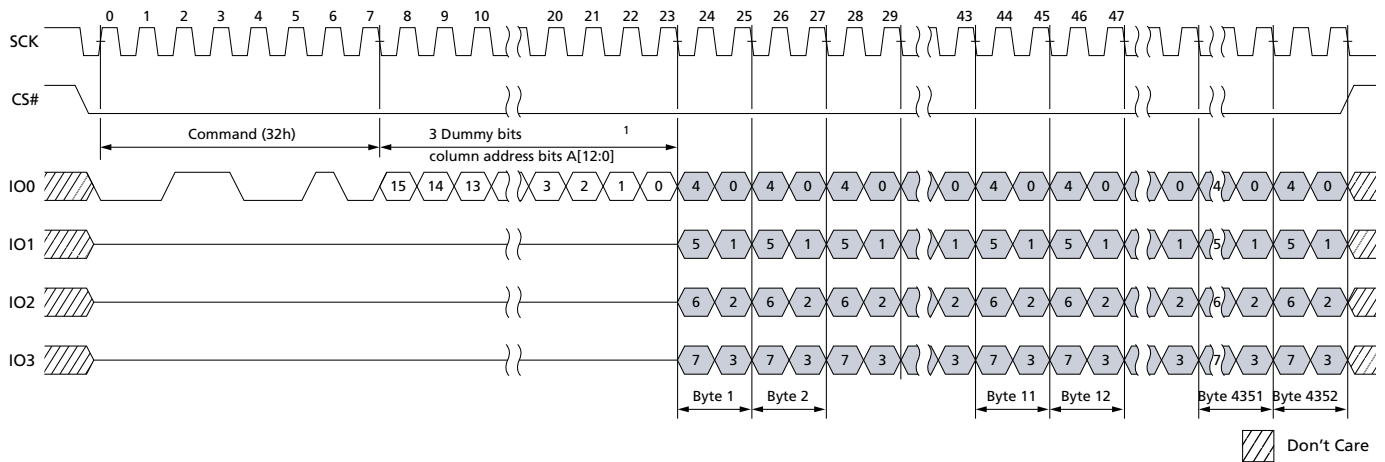 0 1 2 3 4 5 6 7 8 9 10 20 21 22 23 24 25 26 27 28 29 43 44 45 46 47
SCK
CS#
Command (32h) 3 Dummy bits 1
column address bits A[12:0]
IO0 15 14 13 3 2 1 0 4 0 4 0 4 0 0 4 0 4 0 0 4 0 4 0
IO1 5 1 5 1 5 1 1 5 1 5 1 1 5 1 5 1
IO2 6 2 6 2 6 2 2 6 2 6 2 2 6 2 6 2
IO3 7 3 7 3 7 3 3 7 3 7 3 3 7 3 7 3
Byte 1 Byte 2 Byte 11 Byte 12 Byte 4351 Byte 4352
Don't Care